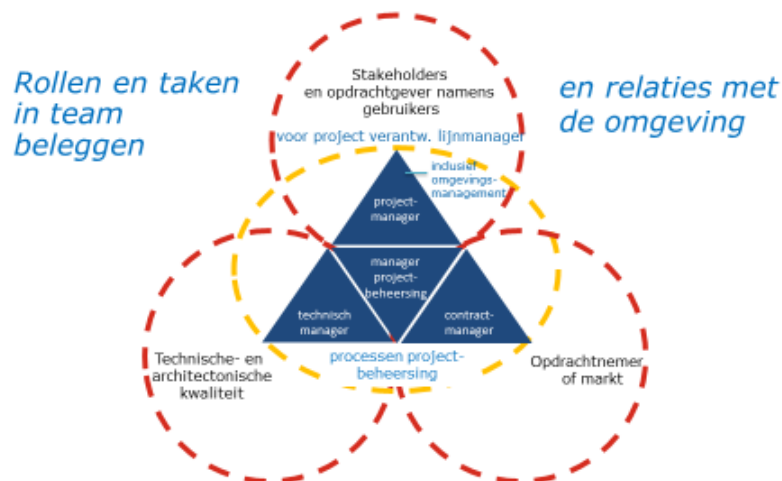 Rollen en taken
in team
beleggen
en relaties met
de omgeving
Stakeholders
en opdrachtgever namens
gebruikers
voor project verantw. lijnmanager
inclusief
omgevings-
management
project-
manager
manager
project-
beheersing
technisch
manager
contract-
manager
processen project-
beheersing
Technische- en
architectonische
kwaliteit
Opdrachtnemer
of markt